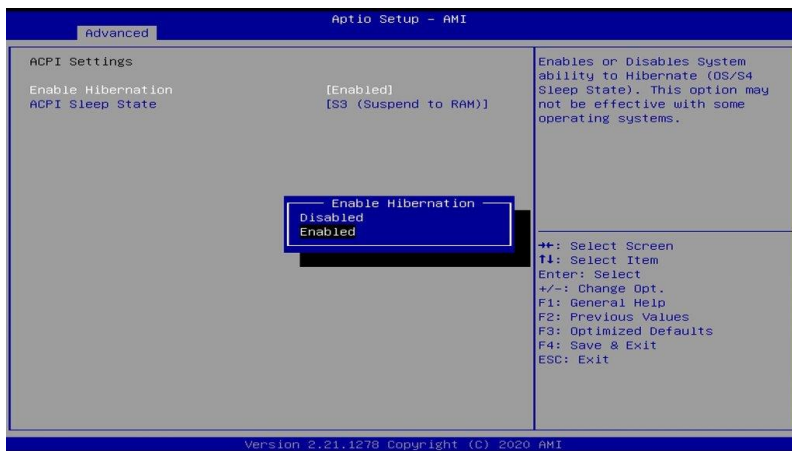 Aptio Setup - AMI
Advanced
ACPI Settings
Enable Hibernation [Enabled]
ACPI Sleep State [S3 (Suspend to RAM)]
Enables or Disables System
ability to Hibernate (OS/S4
Sleep State). This option may
not be effective with some
operating systems.
Enable Hibernation
Disabled
Enabled
→←: Select Screen
↑↓: Select Item
Enter: Select
+/-: Change Opt.
F1: General Help
F2: Previous Values
F3: Optimized Defaults
F4: Save & Exit
ESC: Exit
Version 2.21.1278 Copyright (C) 2020 AMI